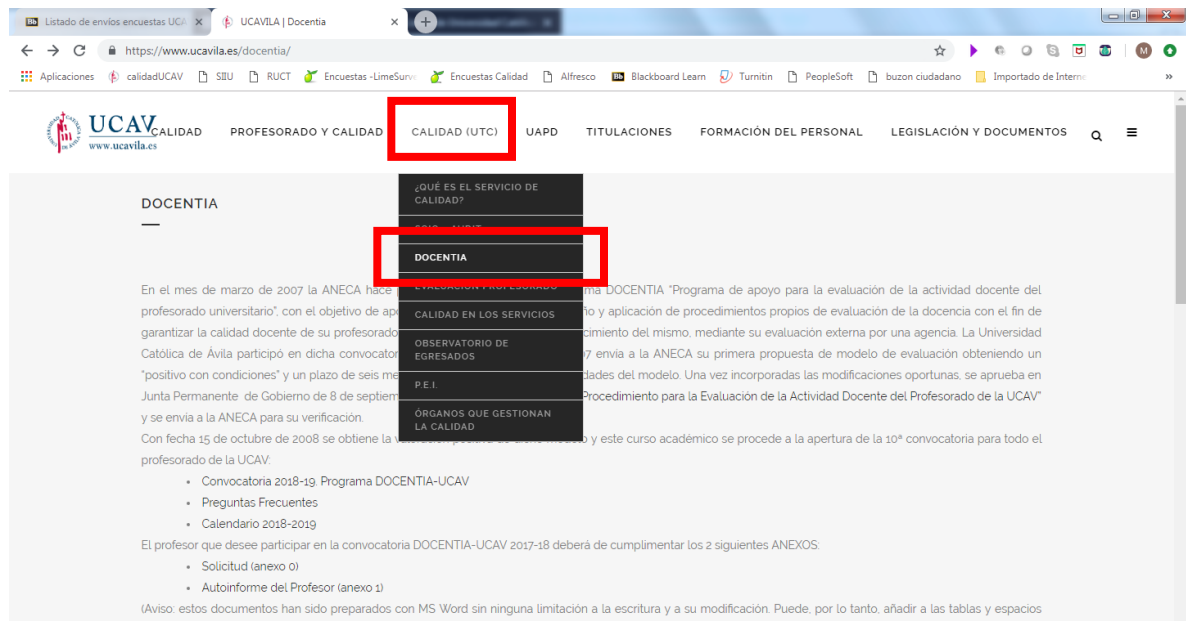 Listado de envíos encuestas UCA
UCAVILA | Docentia
https://www.ucavila.es/docentia/
Aplicaciones calidadUCAV SIIU RUCT Encuestas -LimeSurv Encuestas Calidad Alfresco Bb Blackboard Learn Turnitin PeopleSoft buzon ciudadano Importado de Interne »
UCAV
www.ucavila.es
CALIDAD PROFESORADO Y CALIDAD CALIDAD (UTC) UAPD TITULACIONES FORMACIÓN DEL PERSONAL LEGISLACIÓN Y DOCUMENTOS
¿QUÉ ES EL SERVICIO DE
CALIDAD?
DOCENTIA
EVALUACIÓN PROFESORADO
CALIDAD EN LOS SERVICIOS
OBSERVATORIO DE
EGRESADOS
P.E.I.
ÓRGANOS QUE GESTIONAN
LA CALIDAD
DOCENTIA
En el mes de marzo de 2007 la ANECA hace DOCENTIA "Programa de apoyo para la evaluación de la actividad docente del
profesorado universitario", con el objetivo de y aplicación de procedimientos propios de evaluación de la docencia con el fin de
garantizar la calidad docente de su profesorado del mismo, mediante su evaluación externa por una agencia. La Universidad
Católica de Ávila participó en dicha envia a la ANECA su primera propuesta de modelo de evaluación obteniendo un
"positivo con condiciones" y un plazo de seis del modelo. Una vez incorporadas las modificaciones oportunas, se aprueba en
Junta Permanente de Gobierno de 8 de Procedimiento para la Evaluación de la Actividad Docente del Profesorado de la UCAV"
y se envía a la ANECA para su verificación.
Con fecha 15 de octubre de 2008 se obtiene la y este curso académico se procede a la apertura de la 10ª convocatoria para todo el
profesorado de la UCAV:
• Convocatoria 2018-19. Programa DOCENTIA-UCAV
• Preguntas Frecuentes
• Calendario 2018-2019
El profesor que desee participar en la convocatoria DOCENTIA-UCAV 2017-18 deberá de cumplimentar los 2 siguientes ANEXOS:
• Solicitud (anexo 0)
• Autoinforme del Profesor (anexo 1)
(Aviso: estos documentos han sido preparados con MS Word sin ninguna limitación a la escritura y a su modificación. Puede, por lo tanto, añadir a las tablas y espacios